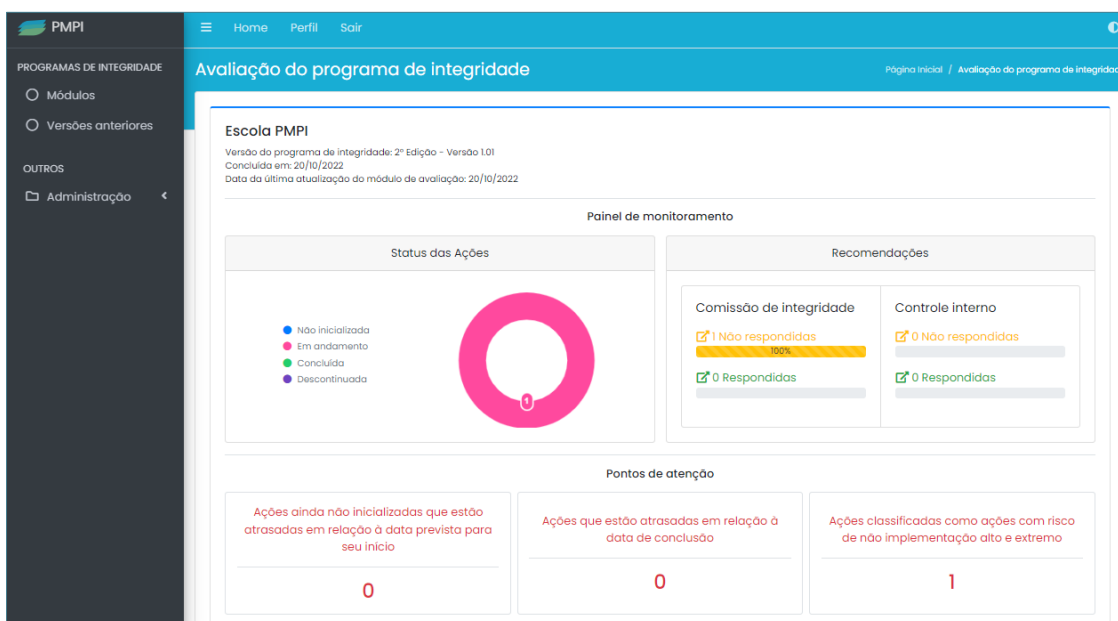 PMPI
Home Perfil Sair
PROGRAMAS DE INTEGRIDADE
Módulos
Versões anteriores
OUTROS
Administração
Avaliação do programa de integridade
Página Inicial / Avaliação do programa de integridad
Escola PMPI
Versão do programa de integridade: 2ª Edição - Versão 1.01
Concluída em: 20/10/2022
Data da última atualização do módulo de avaliação: 20/10/2022
Painel de monitoramento
Status das Ações
Não inicializada
Em andamento
Concluída
Descontinuada
1
Recomendações
Comissão de integridade
1 Não respondidas
100%
0 Respondidas
Controle interno
0 Não respondidas
0 Respondidas
Pontos de atenção
Ações ainda não inicializadas que estão
atrasadas em relação à data prevista para
seu inicio
0
Ações que estão atrasadas em relação à
data de conclusão
0
Ações classificadas como ações com risco
de não implementação alto e extremo
1